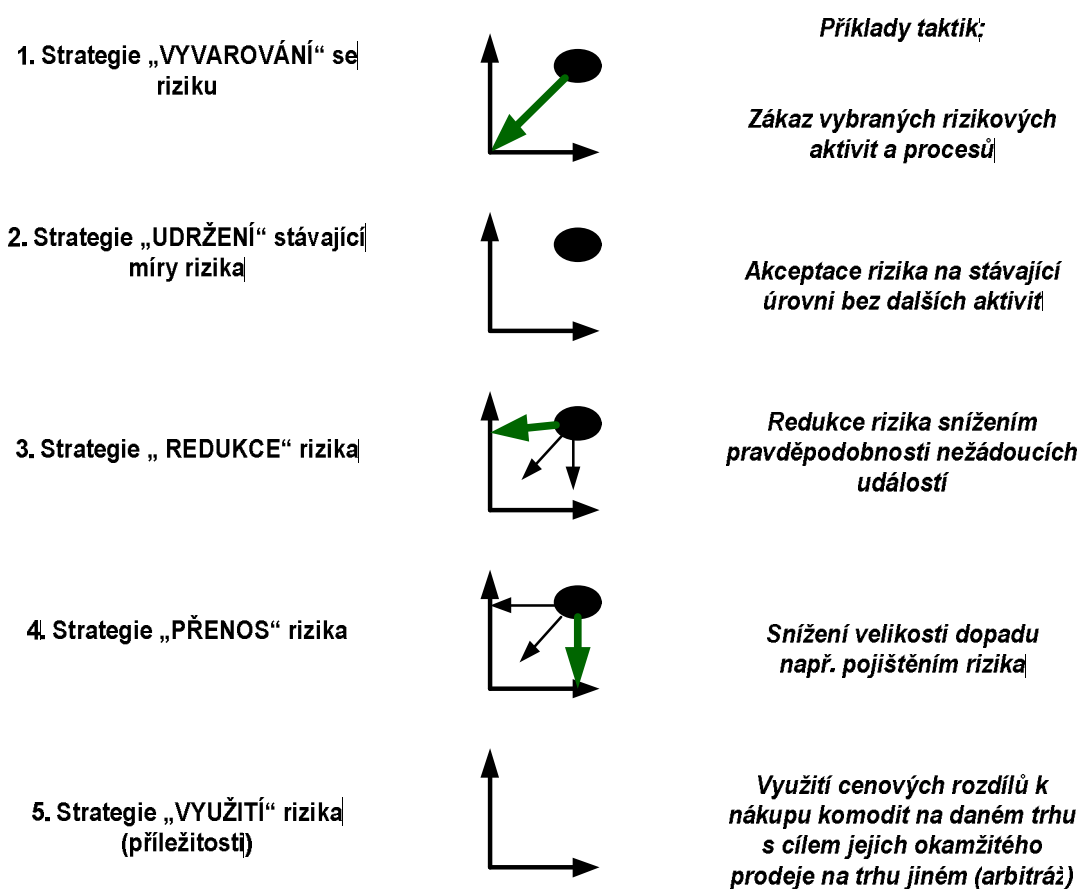 Příklady taktik:
1. Strategie „VYVAROVÁNÍ“ se
riziku
Zákaz vybraných rizikových
aktivit a procesů
2. Strategie „UDRŽENÍ“ stávající
míry rizika
Akceptace rizika na stávající
úrovni bez dalších aktivit
3. Strategie „ REDUKCE“ rizika
Redukce rizika snížením
pravděpodobnosti nežádoucích
událostí
4. Strategie „PŘENOS“ rizika
Snížení velikosti dopadu
např. pojištěním rizika
5. Strategie „VYUŽITÍ“ rizika
(příležitosti)
Využití cenových rozdílů k
nákupu komodit na daném trhu
s cílem jejich okamžitého
prodeje na trhu jiném (arbitráž)